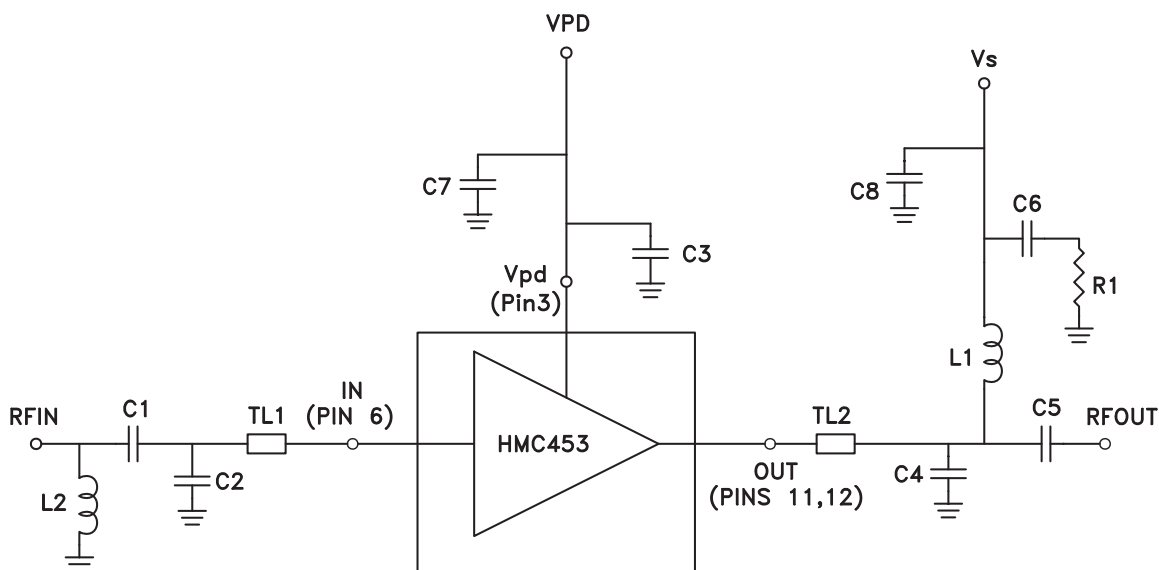 VPD
Vs
C7
C8
C6
C3
R1
Vpd
(Pin3)
L1
IN
(PIN 6)
RFIN
C1
TL1
HMC453
TL2
C5
RFOUT
L2
C2
OUT
(PINS 11,12)
C4